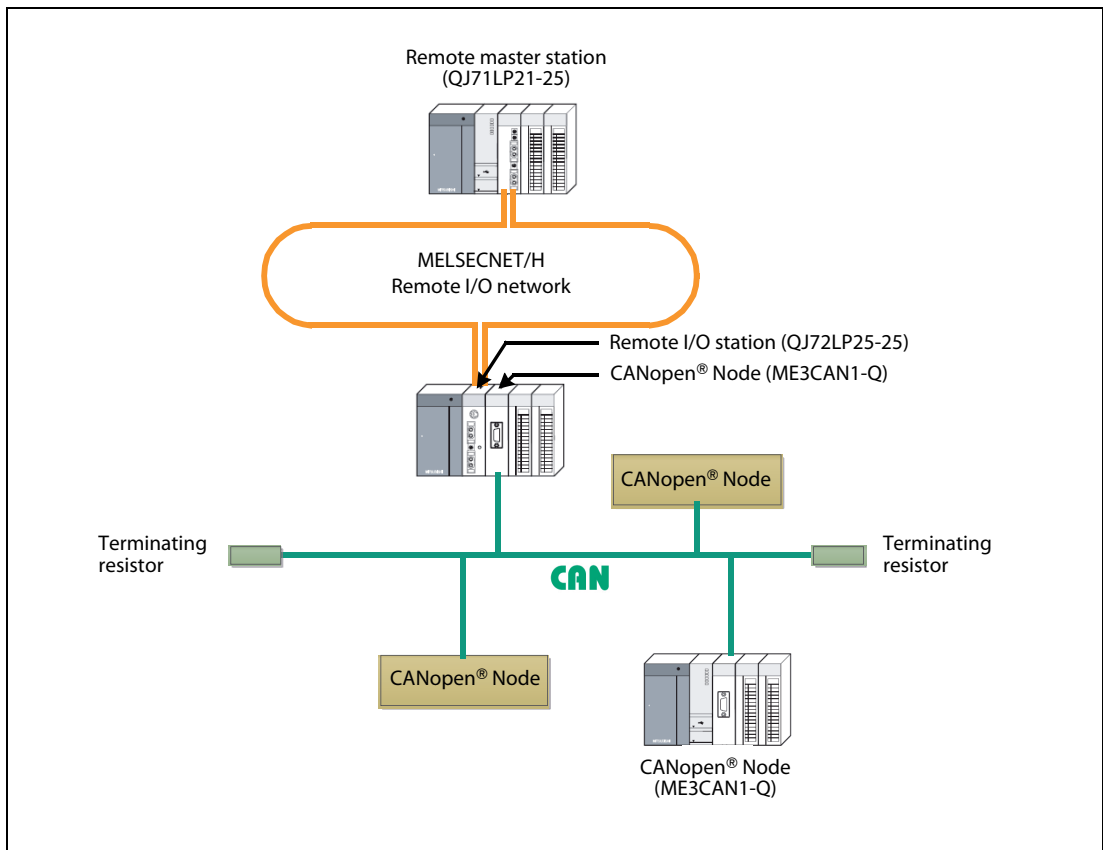 Remote master station
(QJ71LP21-25)
MELSECNET/H
Remote I/O network
Remote I/O station (QJ72LP25-25)
CANopen® Node (ME3CAN1-Q)
CANopen® Node
Terminating
resistor
Terminating
resistor
CAN
CANopen® Node
CANopen® Node
(ME3CAN1-Q)